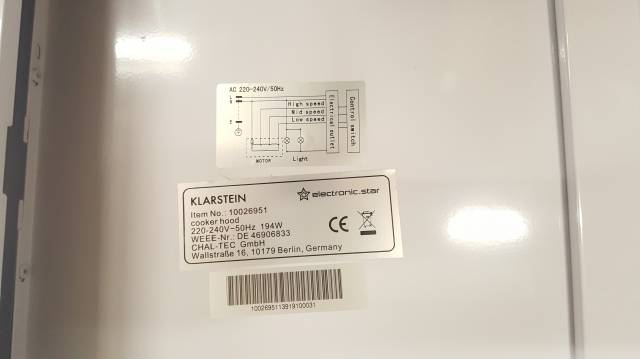 AC 220-240V/50Hz
L
N
E
High speed
Mid speed
Low speed
Electrical outlet
Control switch
MOTOR
Light
KLARSTEIN
electronic.star
Item No.: 10026951
cooker hood
220-240V~50Hz 194W
WEEE-Nr.: DE 46906833
CHAL-TEC GmbH
Wallstraße 16, 10179 Berlin, Germany
CE
1002695113919100031